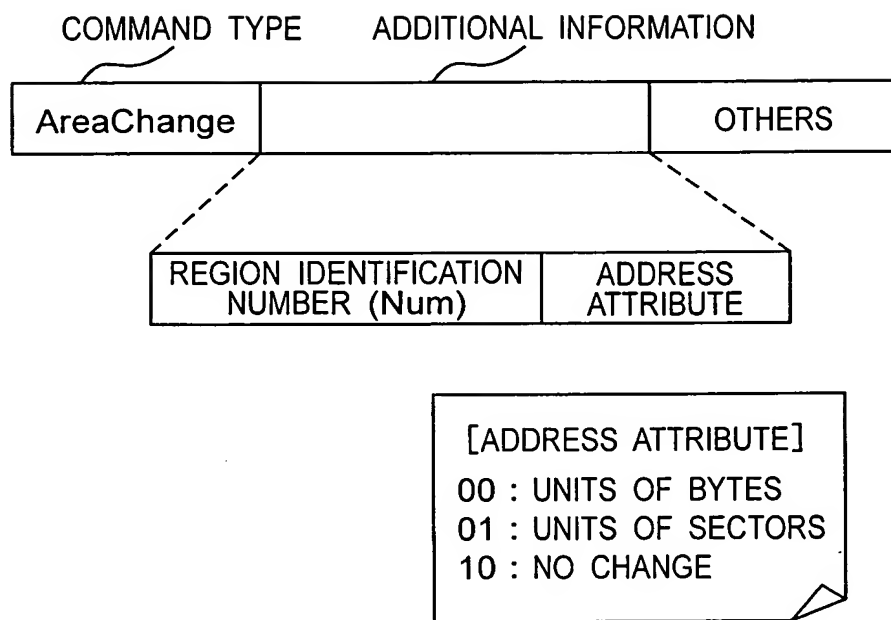 COMMAND TYPE ADDITIONAL INFORMATION
AreaChange OTHERS
REGION IDENTIFICATION
NUMBER (Num)
ADDRESS
ATTRIBUTE
[ADDRESS ATTRIBUTE]
00 : UNITS OF BYTES
01 : UNITS OF SECTORS
10 : NO CHANGE